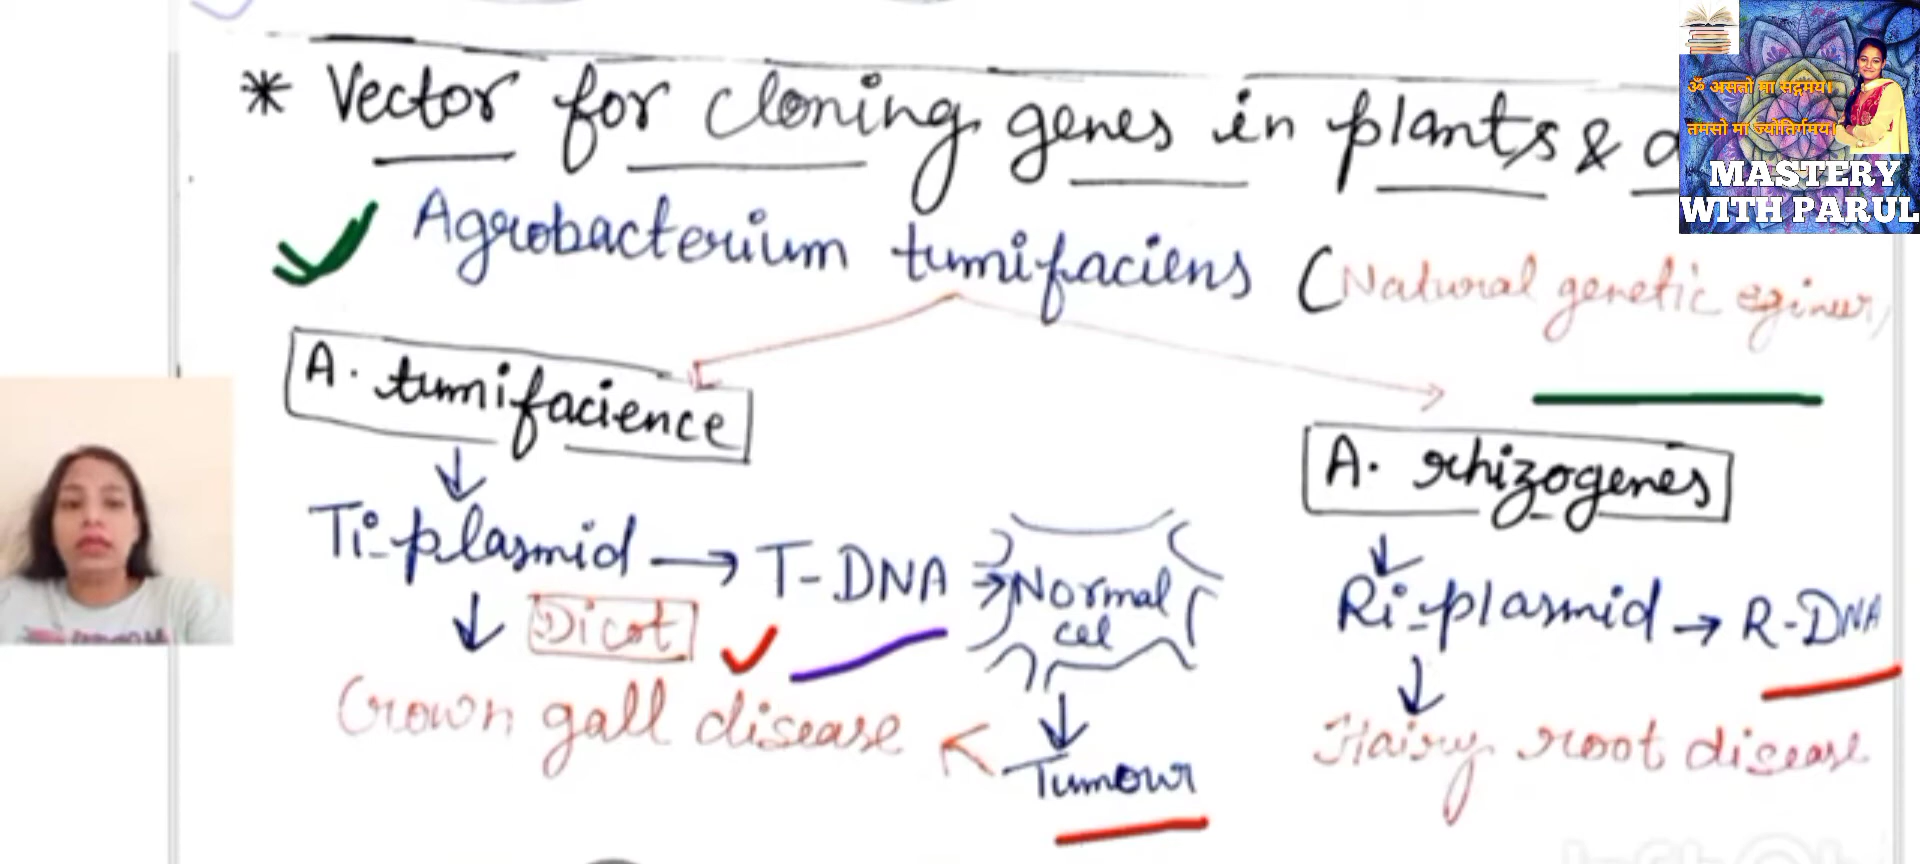 * Vector for cloning genes in plants &
Agrobacterium tumifaciens (Natural genetic egineer)
A. tumifacience
A. rhizogenes
Ti-plasmid → T-DNA → Normal cel
Ri-plasmid → R-DNA
Dicot
Crown gall disease
Tumour
Hairy root disease
ॐ असतो मा सद्गमय।
तमसो मा ज्योतिर्गमय।
MASTERY
WITH PARUL